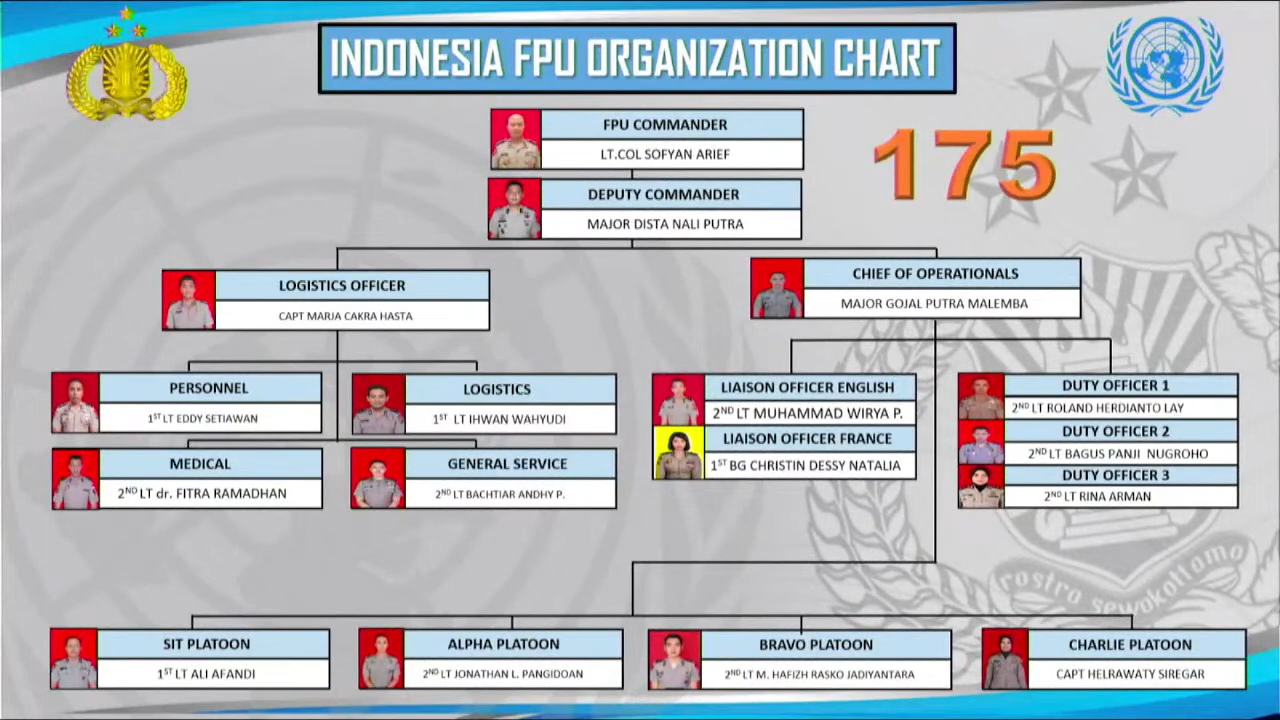 INDONESIA FPU ORGANIZATION CHART
175
FPU COMMANDER
LT.COL SOFYAN ARIEF
DEPUTY COMMANDER
MAJOR DISTA NALI PUTRA
LOGISTICS OFFICER
CAPT MARJA CAKRA HASTA
CHIEF OF OPERATIONALS
MAJOR GOJAL PUTRA MALEMBA
PERSONNEL
1ST LT EDDY SETIAWAN
LOGISTICS
1ST LT IHWAN WAHYUDI
MEDICAL
2ND LT dr. FITRA RAMADHAN
GENERAL SERVICE
2ND LT BACHTIAR ANDHY P.
LIAISON OFFICER ENGLISH
2ND LT MUHAMMAD WIRYA P.
LIAISON OFFICER FRANCE
1ST BG CHRISTIN DESSY NATALIA
DUTY OFFICER 1
2ND LT ROLAND HERDIANTO LAY
DUTY OFFICER 2
2ND LT BAGUS PANJI NUGROHO
DUTY OFFICER 3
2ND LT RINA ARMAN
rostro sewokottomo
SIT PLATOON
1ST LT ALI AFANDI
ALPHA PLATOON
2ND LT JONATHAN L. PANGIDOAN
BRAVO PLATOON
2ND LT M. HAFIZH RASKO JADIYANTARA
CHARLIE PLATOON
CAPT HELRAWATY SIREGAR